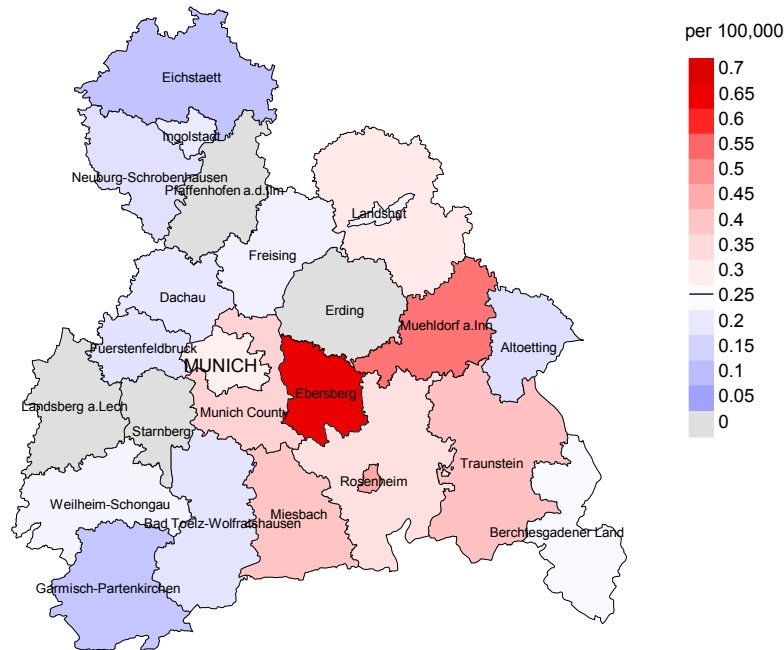 per 100,000
0.7
0.65
0.6
0.55
0.5
0.45
0.4
0.35
0.3
0.25
0.2
0.15
0.1
0.05
0
Eichstaett
Ingolstadt
Neuburg-Schrobenhausen
Pfaffenhofen a.d.Ilm
Landshut
Freising
Dachau
Erding
Muehldorf a.Inn
Altoetting
Fuerstenfeldbruck
MUNICH
Ebersberg
Landsberg a.Lech
Munich County
Starnberg
Traunstein
Rosenheim
Weilheim-Schongau
Miesbach
Bad Toelz-Wolfratshausen
Berchtesgadener Land
Garmisch-Partenkirchen